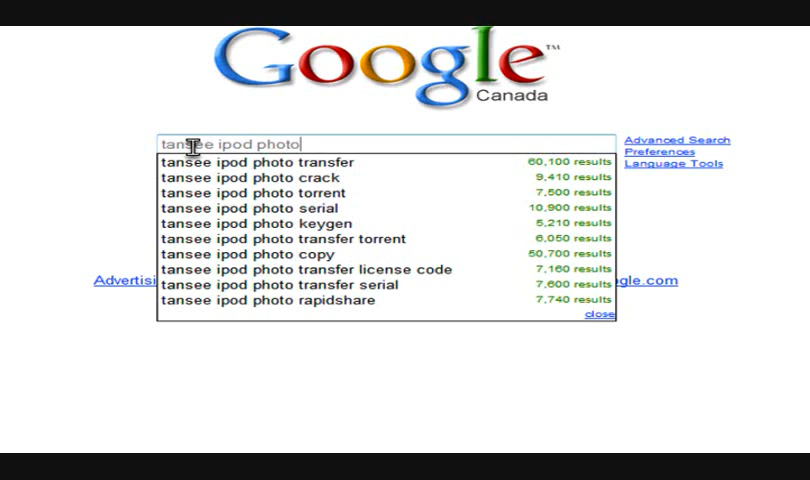 Google™
Canada
tansee ipod photo
Advanced Search
Preferences
Language Tools
tansee ipod photo transfer 60,100 results
tansee ipod photo crack 9,410 results
tansee ipod photo torrent 7,500 results
tansee ipod photo serial 10,900 results
tansee ipod photo keygen 5,210 results
tansee ipod photo transfer torrent 6,050 results
tansee ipod photo copy 50,700 results
tansee ipod photo transfer license code 7,160 results
tansee ipod photo transfer serial 7,600 results
tansee ipod photo rapidshare 7,740 results
close
Advertisi gle.com